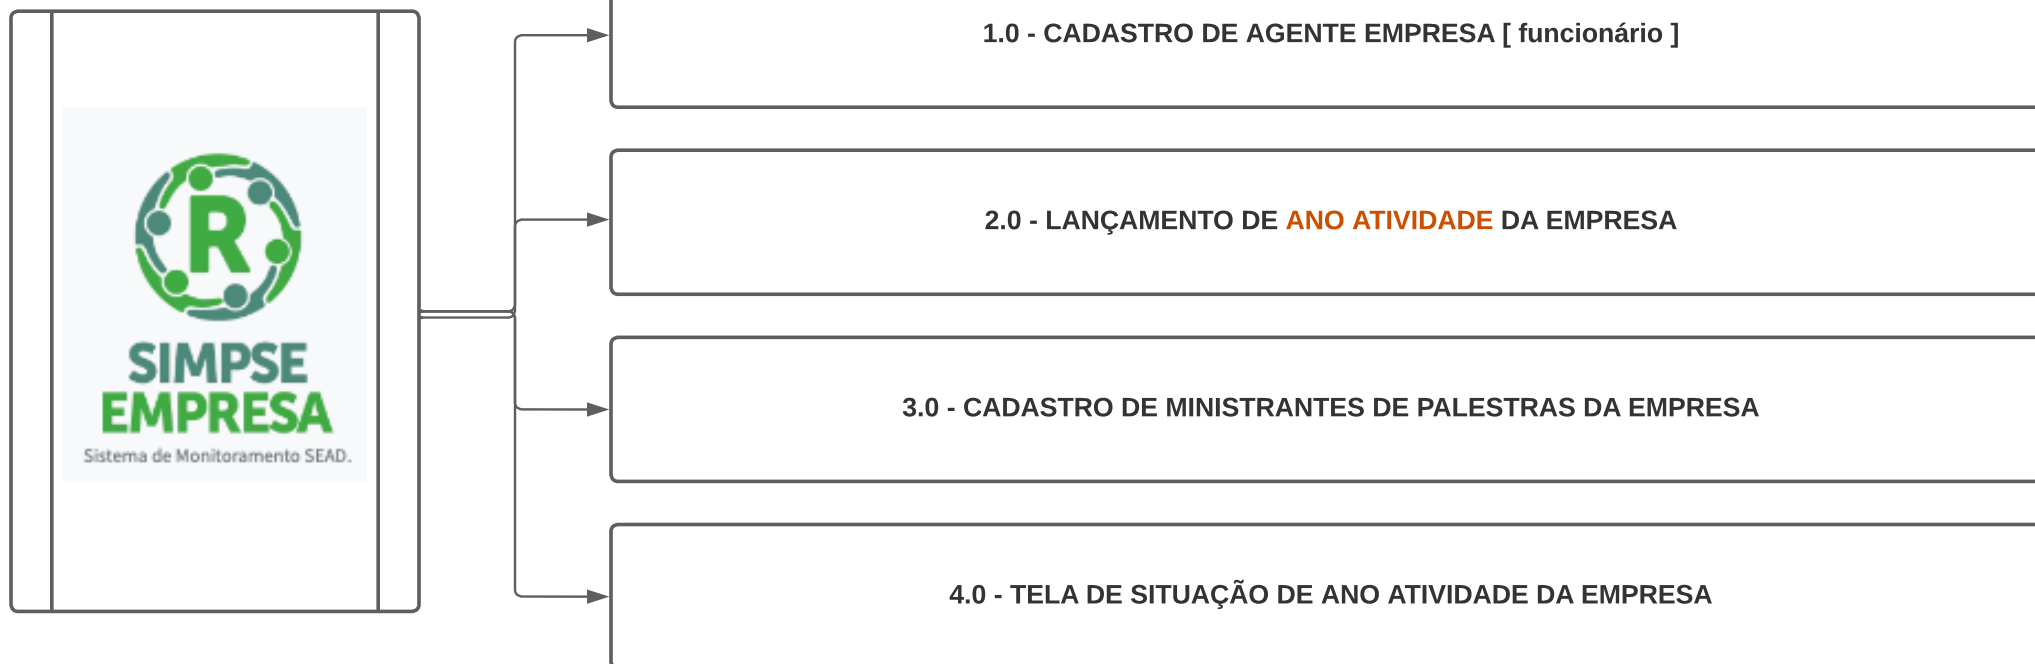 1.0 - CADASTRO DE AGENTE EMPRESA [ funcionário ]
2.0 - LANÇAMENTO DE ANO ATIVIDADE DA EMPRESA
R
SIMPSE
EMPRESA
Sistema de Monitoramento SEAD.
3.0 - CADASTRO DE MINISTRANTES DE PALESTRAS DA EMPRESA
4.0 - TELA DE SITUAÇÃO DE ANO ATIVIDADE DA EMPRESA